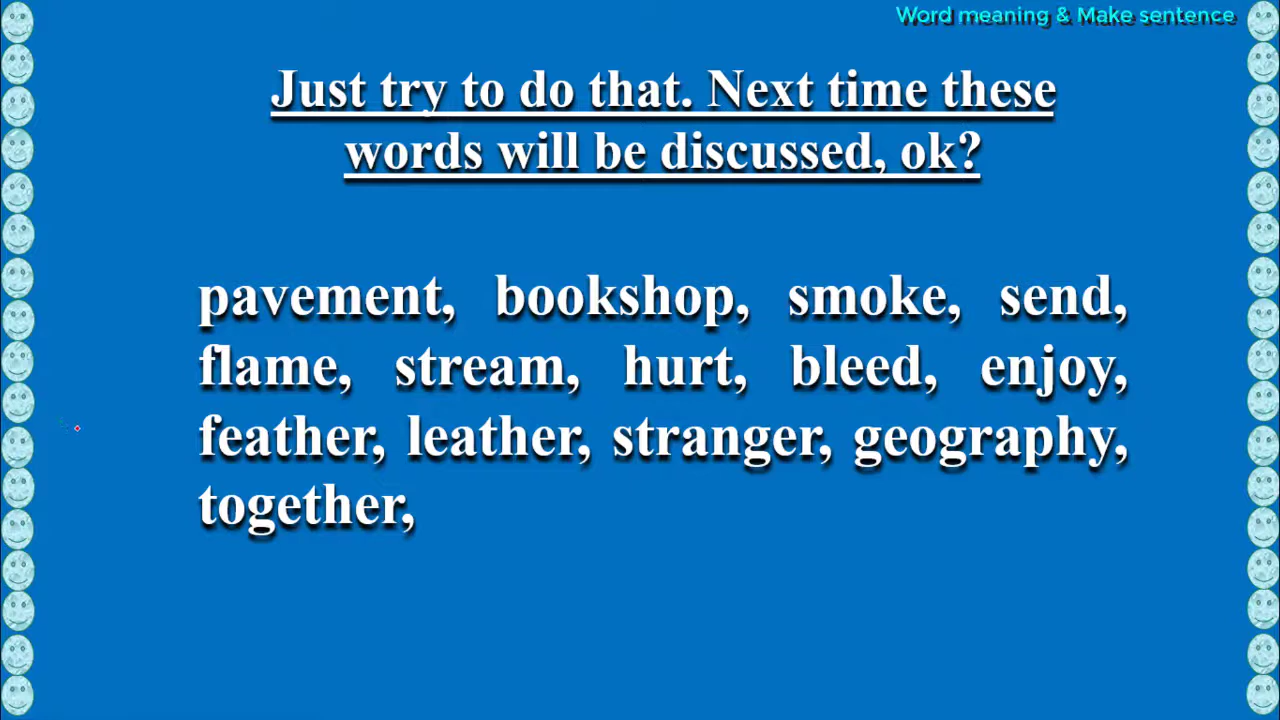 Word meaning & Make sentence
Just try to do that. Next time these
words will be discussed, ok?
pavement, bookshop, smoke, send,
flame, stream, hurt, bleed, enjoy,
feather, leather, stranger, geography,
together,